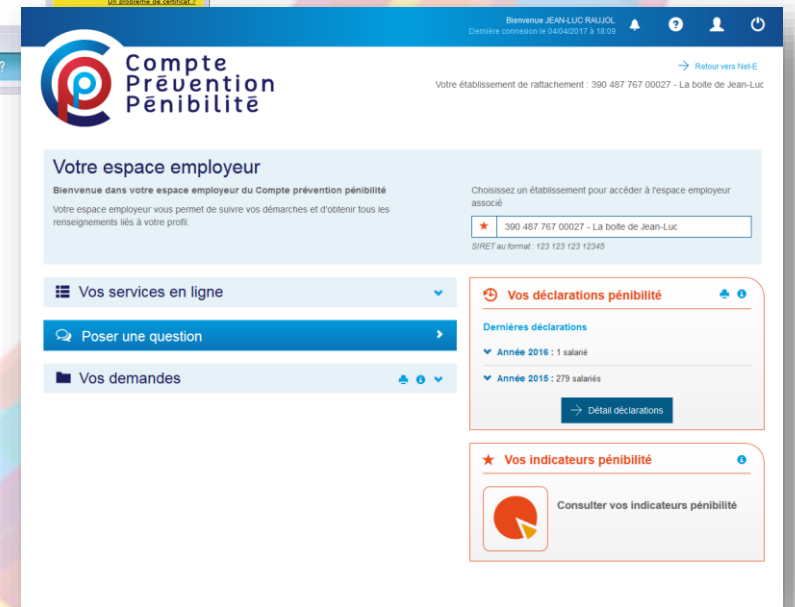 Un problème de certificat ?
?
Bienvenue JEAN-LUC RAUJOL
Dernière connexion le 04/04/2017 à 18:09
Compte
Prévention
Pénibilité
Retour vers Net-E
Votre établissement de rattachement : 390 487 767 00027 - La boite de Jean-Luc
Votre espace employeur
Bienvenue dans votre espace employeur du Compte prévention pénibilité
Votre espace employeur vous permet de suivre vos démarches et d'obtenir tous les
renseignements liés à votre profil.
Choisissez un établissement pour accéder à l'espace employeur
associé
390 487 767 00027 - La boite de Jean-Luc
SIRET au format : 123 123 123 12345
Vos services en ligne
Poser une question
Vos demandes
Vos déclarations pénibilité
Dernières déclarations
Année 2016 : 1 salarié
Année 2015 : 279 salariés
Détail déclarations
Vos indicateurs pénibilité
Consulter vos indicateurs pénibilité